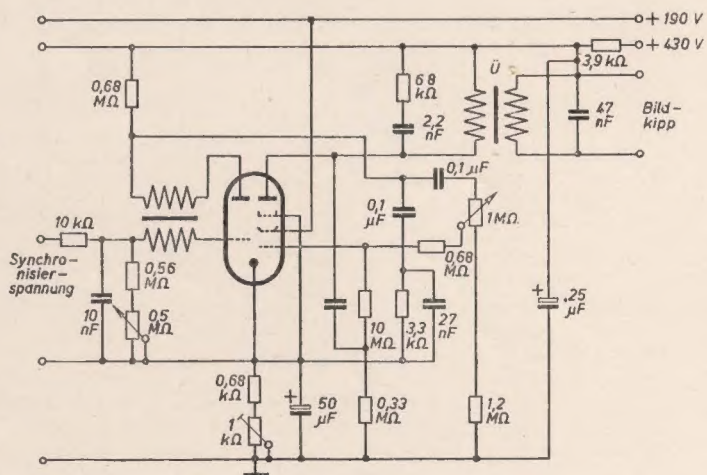 + 190 V
+ 430 V
3,9 kΩ
0,68
MΩ
68
kΩ
Ü
2,2
nF
47
nF
Bild-
kipp
0,1 µF
0,1
µF
1 MΩ
10 kΩ
Synchro-
nisier-
spannung
0,56
MΩ
0,68
MΩ
10
nF
0,5
MΩ
10
MΩ
3,3
kΩ
27
nF
+
25
µF
0,68
kΩ
+
50
µF
1
kΩ
0,33
MΩ
1,2
MΩ